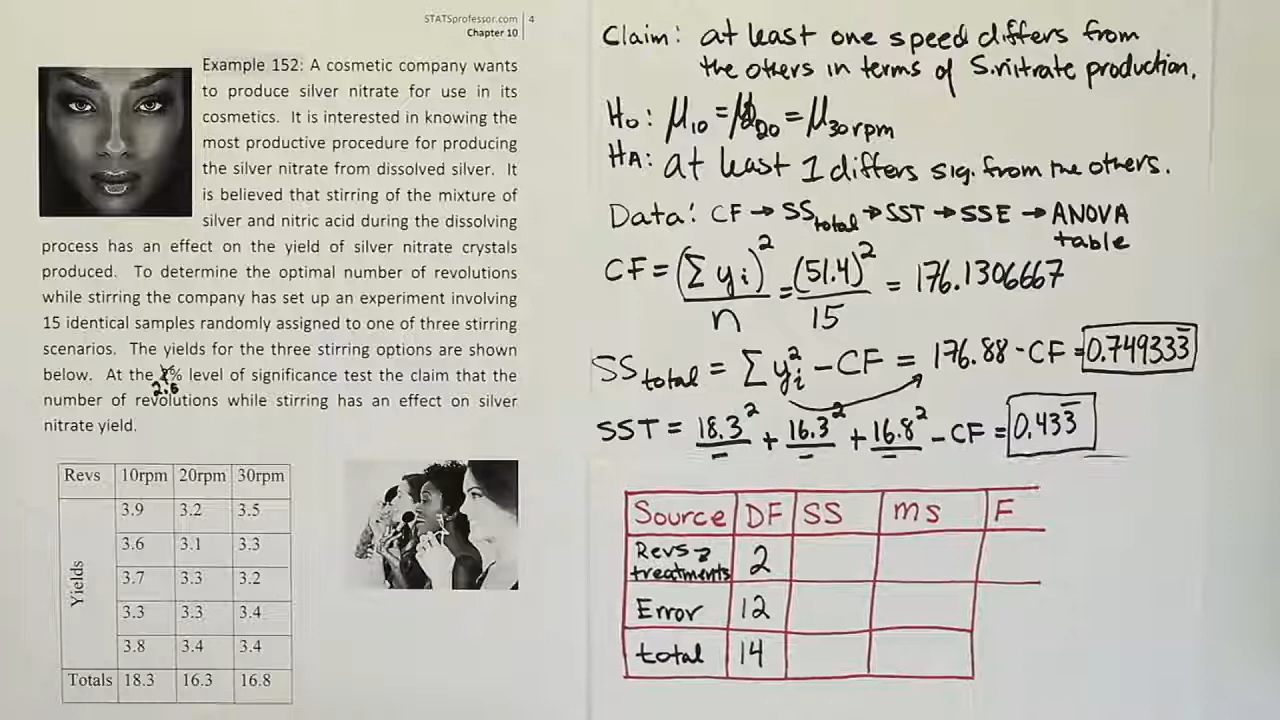 STATSprofessor.com | 4
Chapter 10
Example 152: A cosmetic company wants
to produce silver nitrate for use in its
cosmetics. It is interested in knowing the
most productive procedure for producing
the silver nitrate from dissolved silver. It
is believed that stirring of the mixture of
silver and nitric acid during the dissolving
process has an effect on the yield of silver nitrate crystals
produced. To determine the optimal number of revolutions
while stirring the company has set up an experiment involving
15 identical samples randomly assigned to one of three stirring
scenarios. The yields for the three stirring options are shown
below. At the % level of significance test the claim that the
2.5
number of revolutions while stirring has an effect on silver
nitrate yield.
Revs 10rpm 20rpm 30rpm
Yields
3.9 3.2 3.5
3.6 3.1 3.3
3.7 3.3 3.2
3.3 3.3 3.4
3.8 3.4 3.4
Totals 18.3 16.3 16.8
Claim: at least one speed differs from
the others in terms of S.nitrate production.
H₀: μ₁₀ = μ₂₀ = μ₃₀rpm
HA: at least 1 differs sig. from the others.
Data: CF → SStotal → SST → SSE → ANOVA
table
CF = (Σ yi)² / n = (51.4)² / 15 = 176.1306667
SStotal = Σ yi² - CF = 176.88 - CF = 0.749333̅
SST = 18.3²/5 + 16.3²/5 + 16.8²/5 - CF = 0.433̅
Source DF SS MS F
Revs 2
treatments
Error 12
total 14